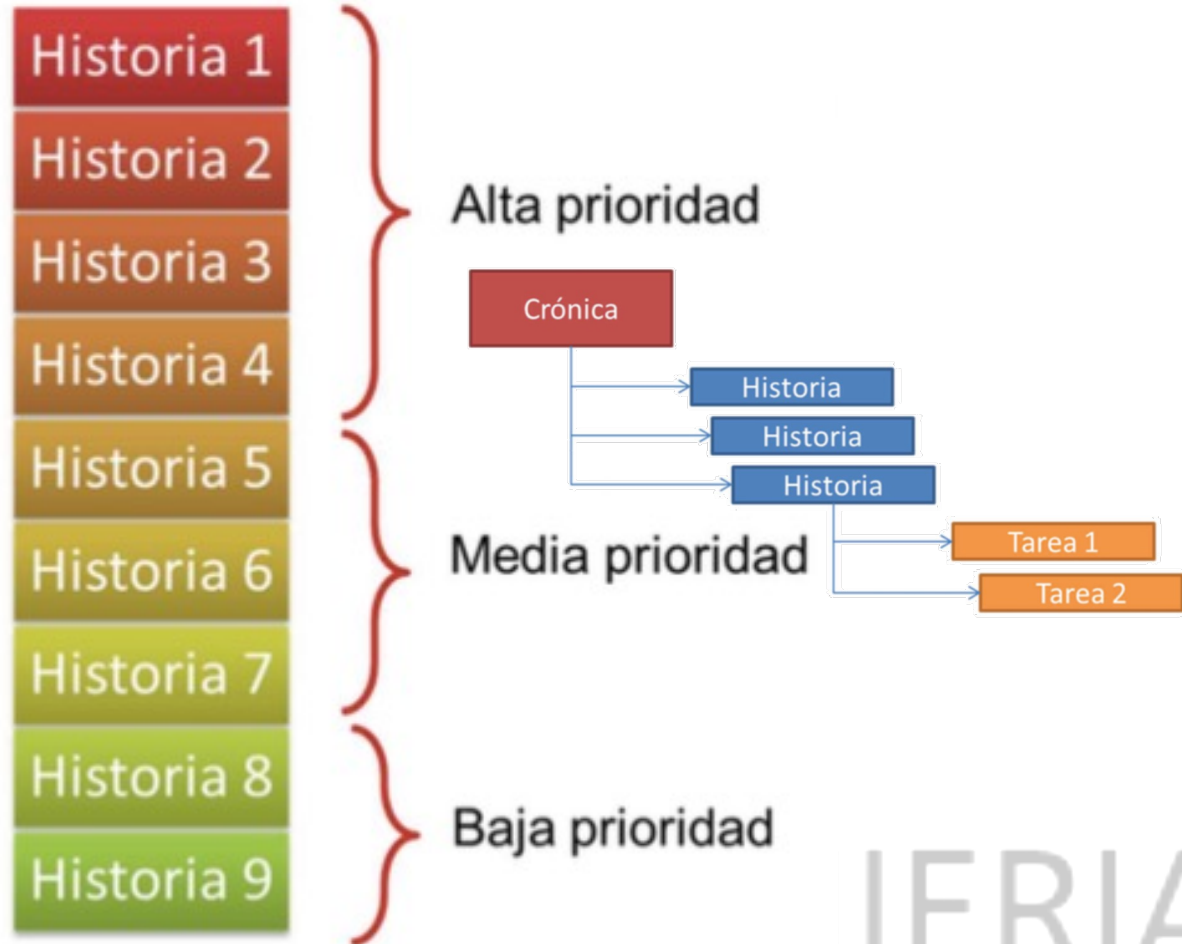 Historia 1
Historia 2
Historia 3
Historia 4
Historia 5
Historia 6
Historia 7
Historia 8
Historia 9
Alta prioridad
Media prioridad
Baja prioridad
Crónica
Historia
Historia
Historia
Tarea 1
Tarea 2